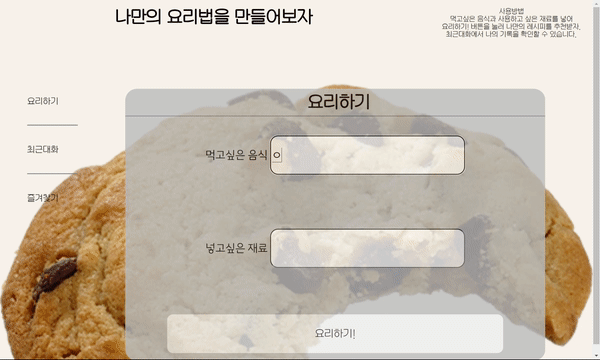 나만의 요리법을 만들어보자
사용방법
먹고싶은 음식과 사용하고 싶은 재료를 넣어
요리하기! 버튼을 눌러 나만의 레시피를 추천받자.
최근대화에서 나의 기록을 확인할 수 있습니다.
요리하기
최근대화
즐겨찾기
요리하기
먹고싶은 음식 ㅇ
넣고싶은 재료
요리하기!